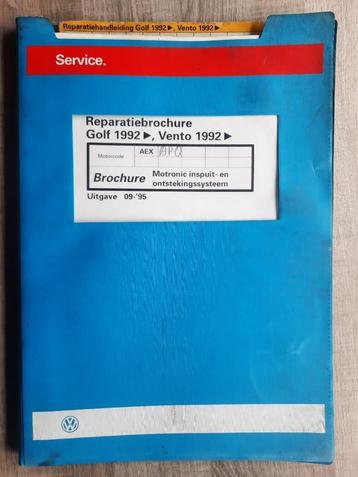 Reparatiehandleiding Golf 1992 ►, Vento 1992 ►
Service.
Reparatiebrochure
Golf 1992 ►, Vento 1992 ►
Motorcode AEX APQ
Brochure Motronic inspuit- en
ontstekingssysteem
Uitgave 09-'95